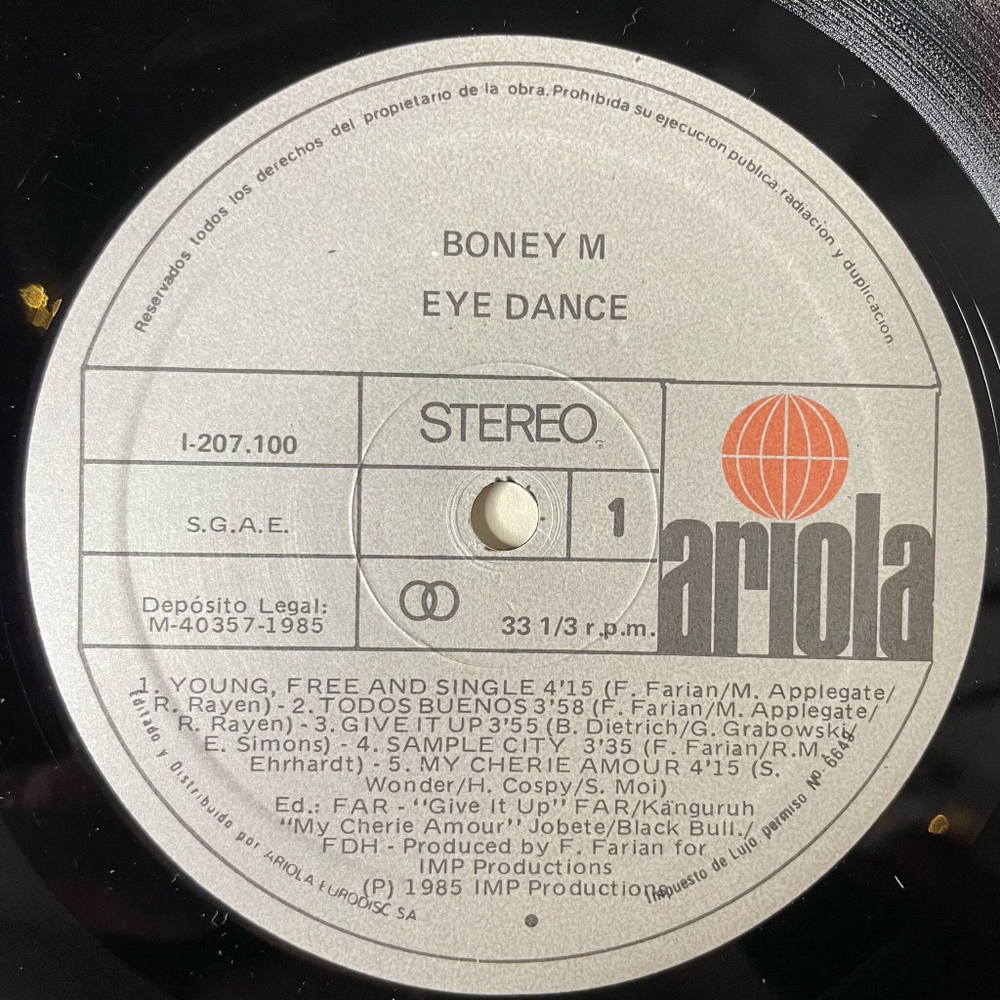 Reservados todos los derechos del propietario de la obra. Prohibida su ejecucion publica. radiación y duplicacion.
BONEY M
EYE DANCE
I-207.100
STEREO
S.G.A.E.
1
Depósito Legal:
M-40357-1985
33 1/3 r.p.m.
ariola
1. YOUNG, FREE AND SINGLE 4'15 (F. Farian/M. Applegate/
R. Rayen) - 2. TODOS BUENOS 3'58 (F. Farian/M. Applegate/
R. Rayen) - 3. GIVE IT UP 3'55 (B. Dietrich/G. Grabowski/
E. Simons) - 4. SAMPLE CITY 3'35 (F. Farian/R.M.
Ehrhardt) - 5. MY CHERIE AMOUR 4'15 (S.
Wonder/H. Cospy/S. Moi)
Ed.: FAR - "Give It Up" FAR/Känguruh
"My Cherie Amour" Jobete/Black Bull./
FDH - Produced by F. Farian for
IMP Productions
(P) 1985 IMP Productions
Editado y Distribuido por ARIOLA EURODISC SA
Impuesto de Lujo, permiso No. 6649